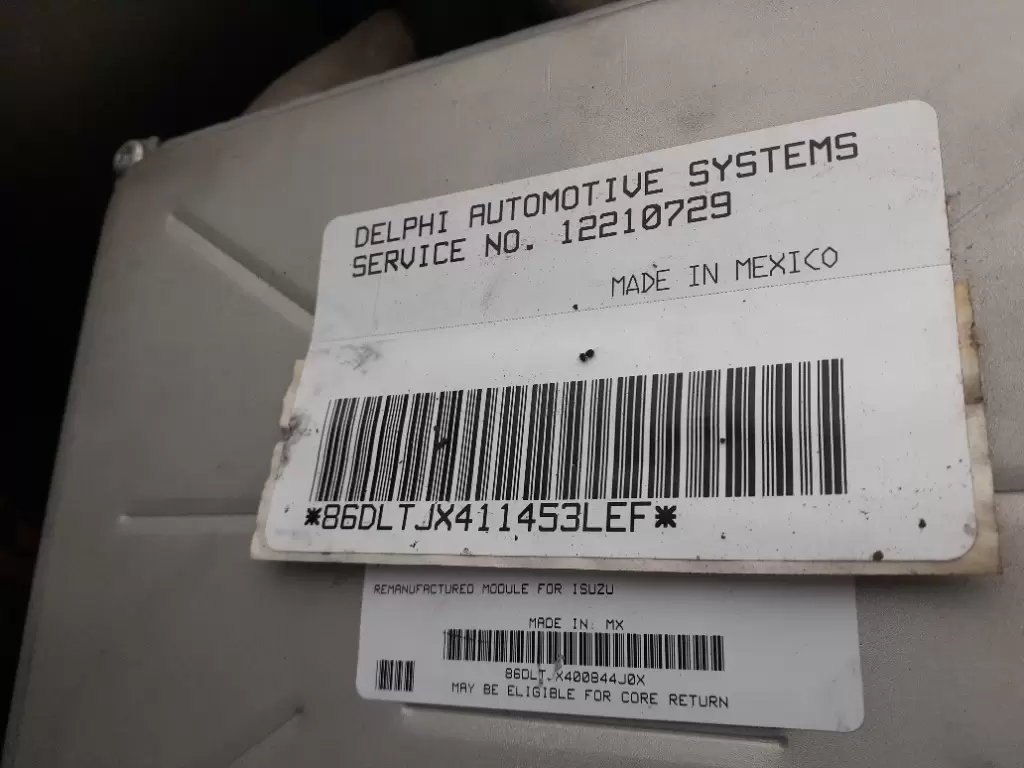 DELPHI AUTOMOTIVE SYSTEMS
SERVICE NO. 12210729
MADE IN MEXICO
*86DLTJX411453LEF*
REMANUFACTURED MODULE FOR ISUZU
MADE IN: MX
86DLTJX400844J0X
MAY BE ELIGIBLE FOR CORE RETURN